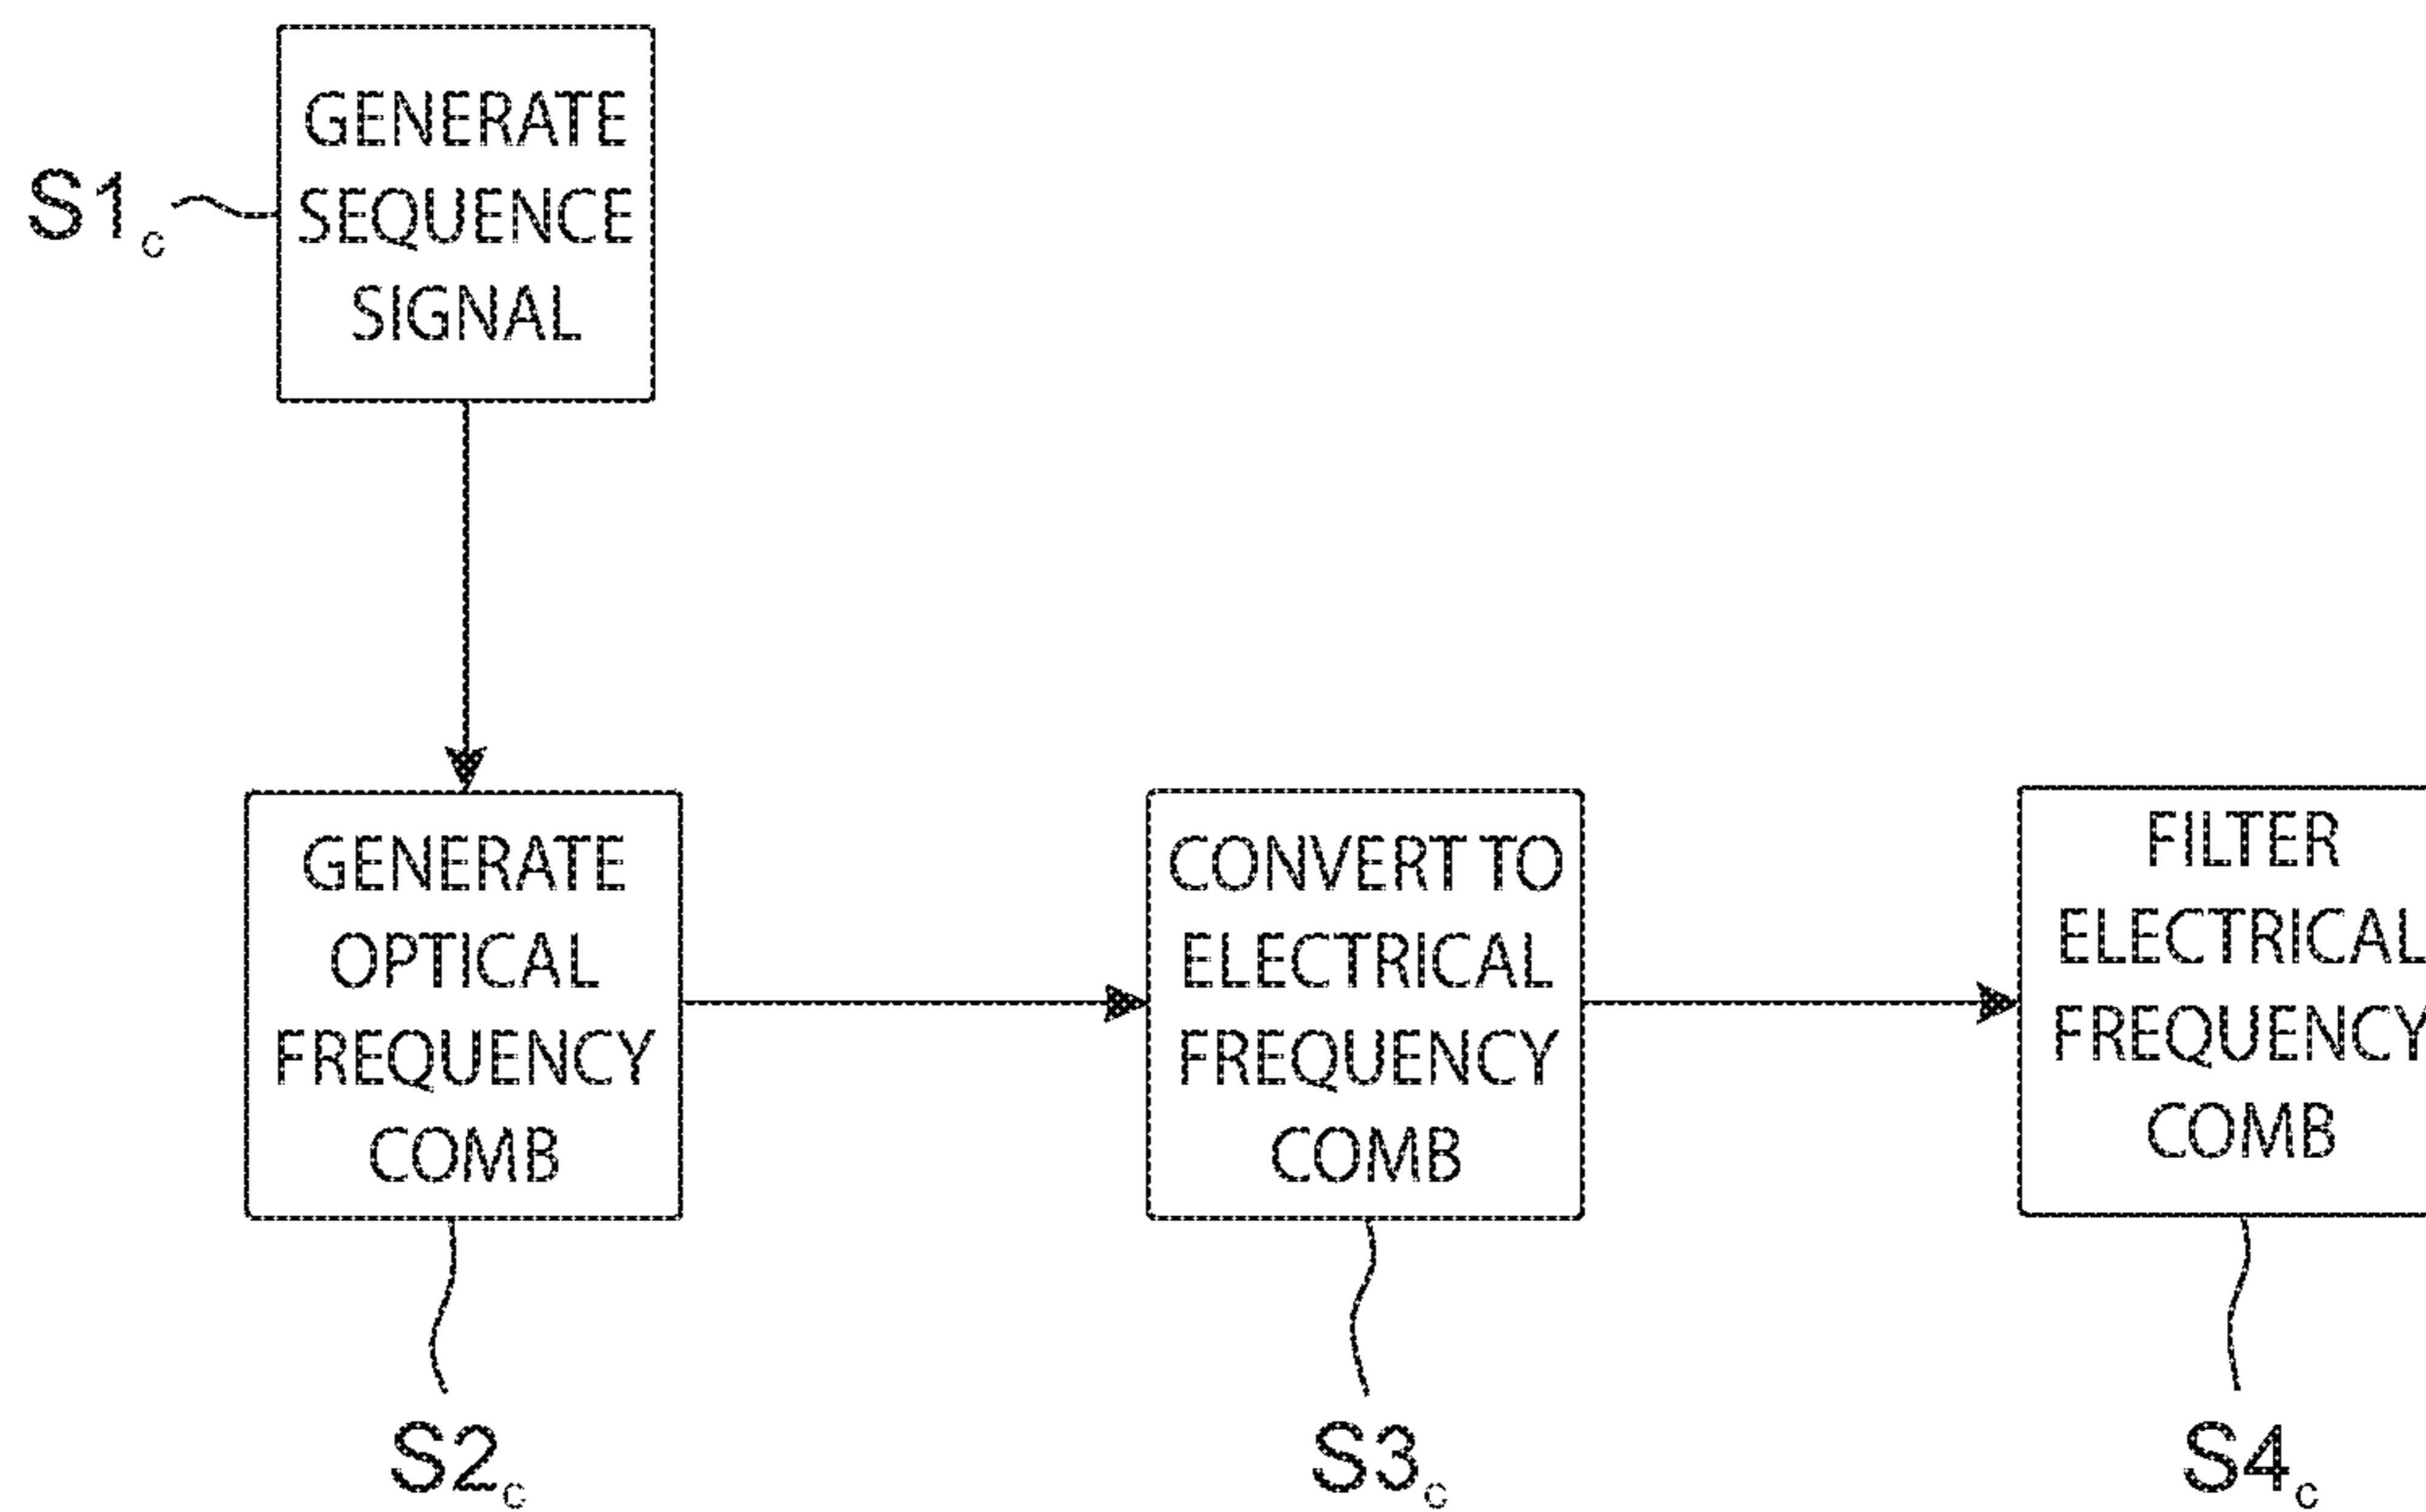 GENERATE
SEQUENCE
SIGNAL
S1c
GENERATE
OPTICAL
FREQUENCY
COMB
CONVERT TO
ELECTRICAL
FREQUENCY
COMB
FILTER
ELECTRICAL
FREQUENCY
COMB
S2c
S3c
S4c